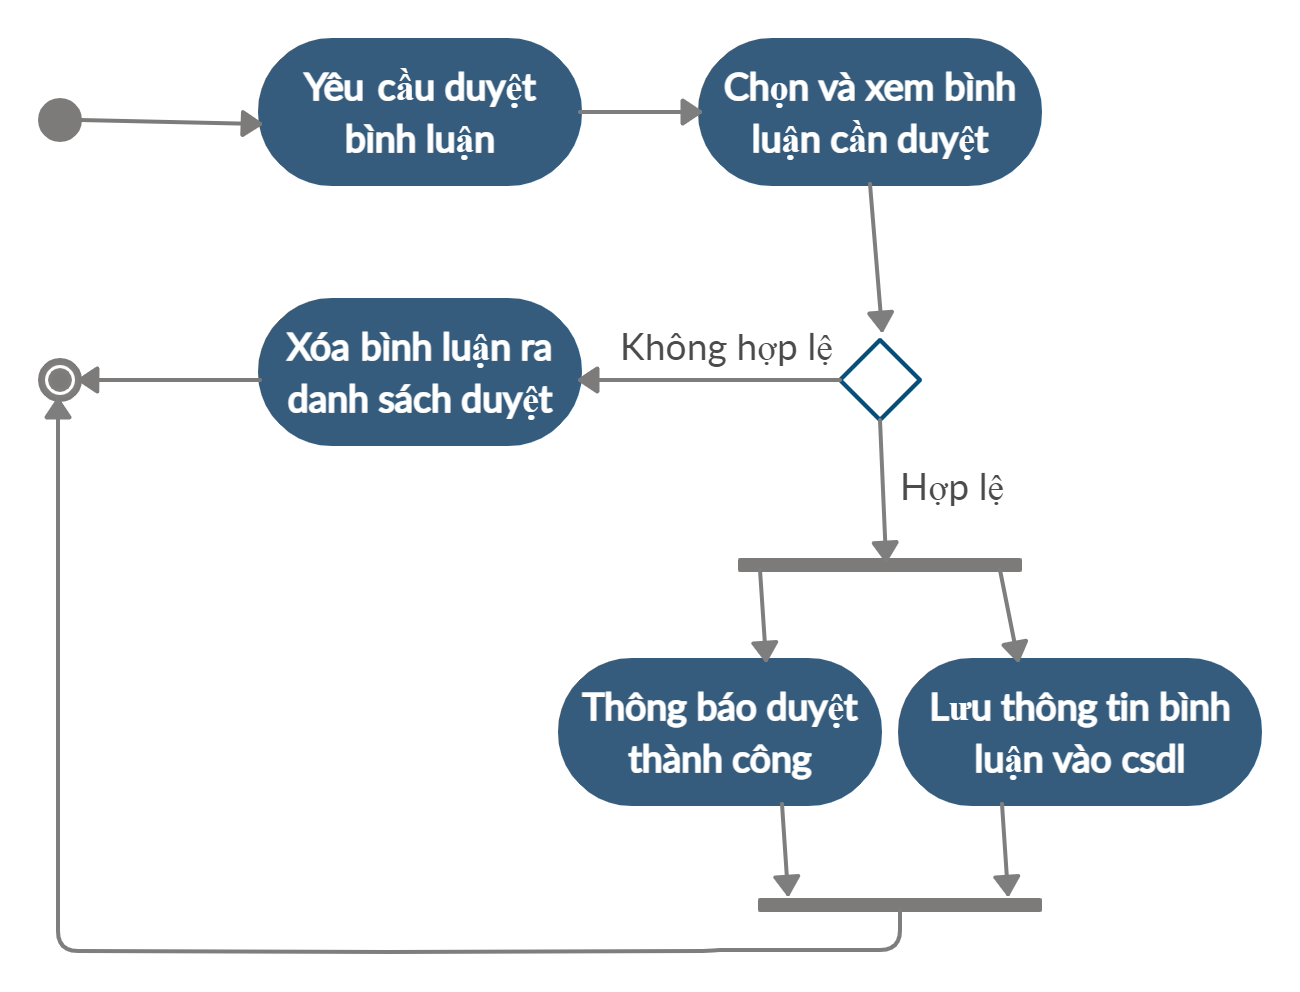 Yêu cầu duyệt
bình luận
Chọn và xem bình
luận cần duyệt
Không hợp lệ
Xóa bình luận ra
danh sách duyệt
Hợp lệ
Thông báo duyệt
thành công
Lưu thông tin bình
luận vào csdl